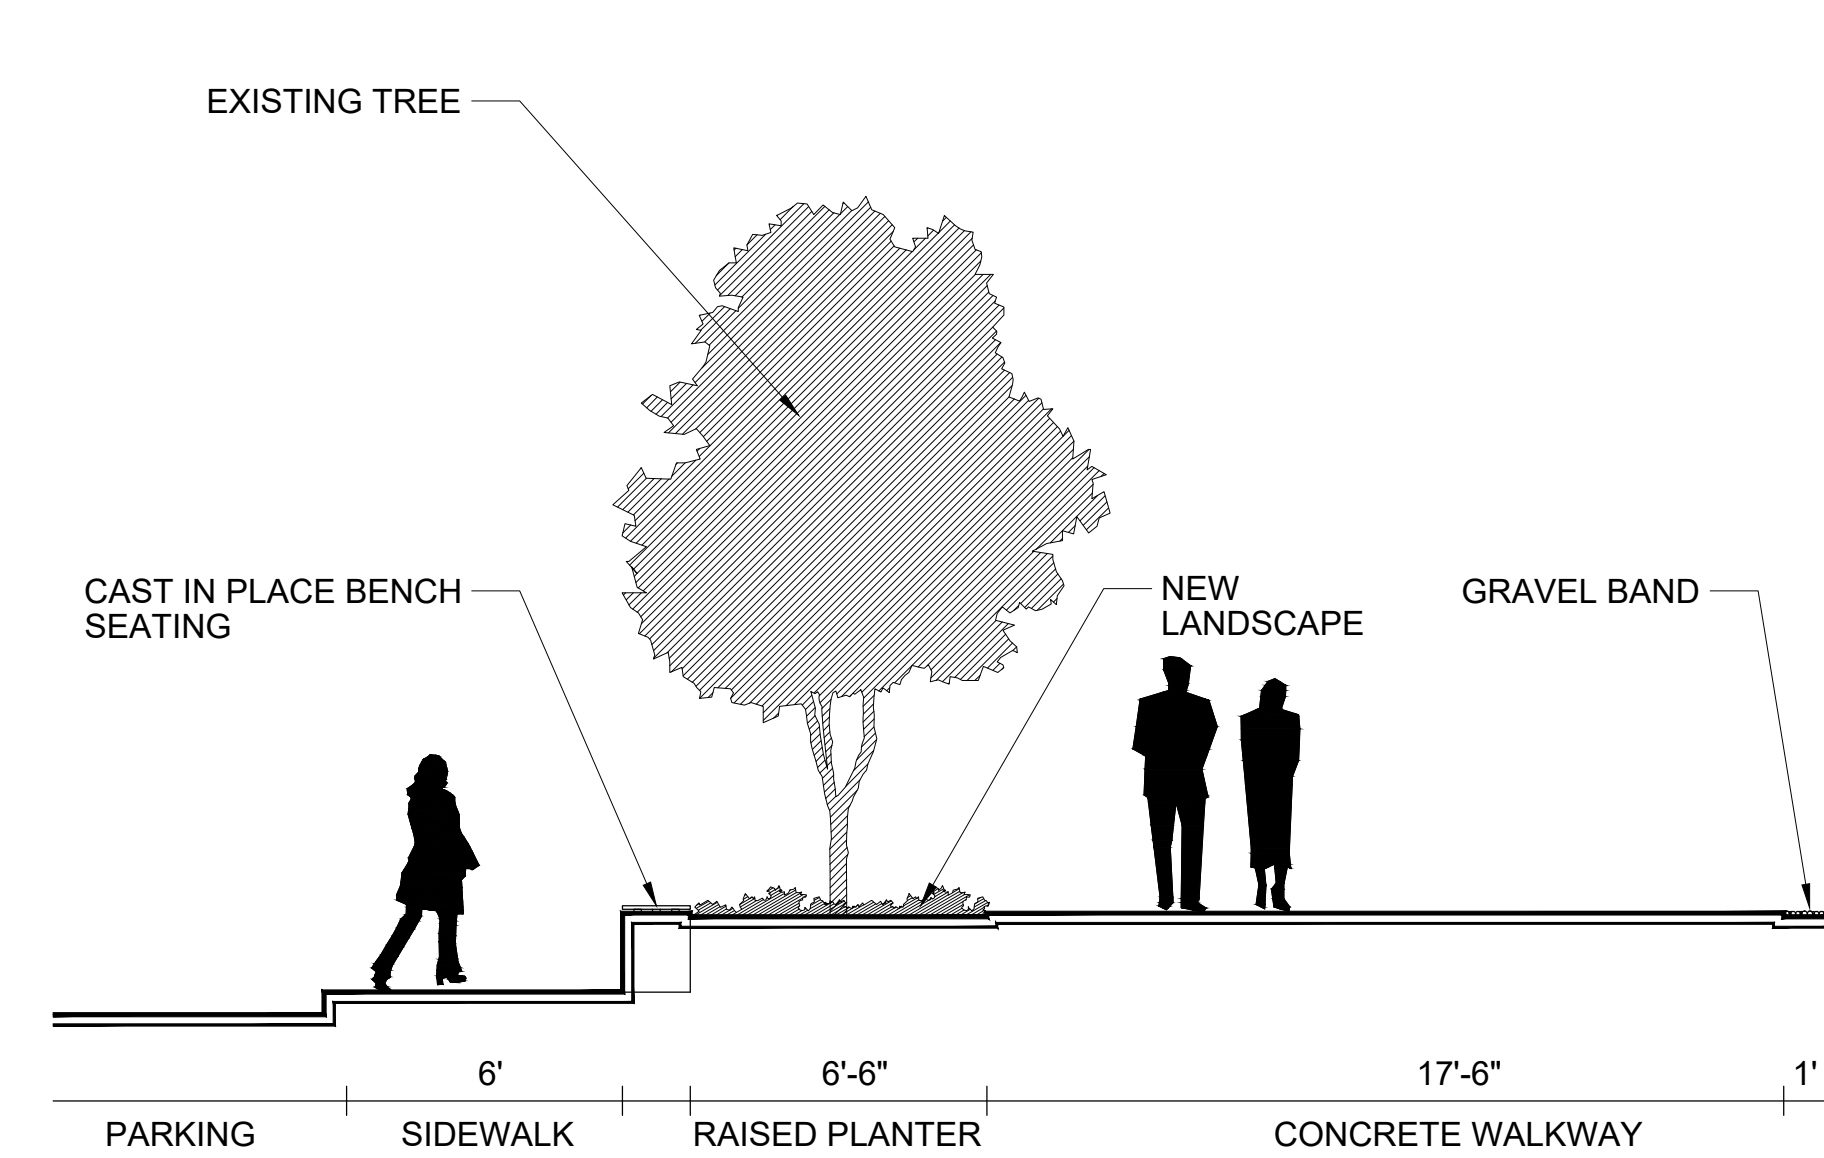 EXISTING TREE
CAST IN PLACE BENCH
SEATING
NEW
LANDSCAPE
GRAVEL BAND
6'
6'-6"
17'-6"
1'
PARKING
SIDEWALK
RAISED PLANTER
CONCRETE WALKWAY